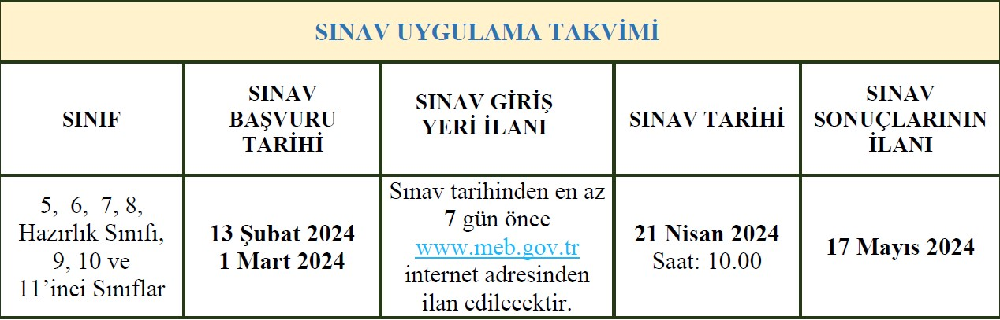 SINAV UYGULAMA TAKVİMİ
SINIF
SINAV
BAŞVURU
TARİHİ
SINAV GİRİŞ
YERİ İLANI
SINAV TARİHİ
SINAV
SONUÇLARININ
İLANI
5, 6, 7, 8,
Hazırlık Sınıfı,
9, 10 ve
11’inci Sınıflar
13 Şubat 2024
1 Mart 2024
Sınav tarihinden en az
7 gün önce
www.meb.gov.tr
internet adresinden
ilan edilecektir.
21 Nisan 2024
Saat: 10.00
17 Mayıs 2024